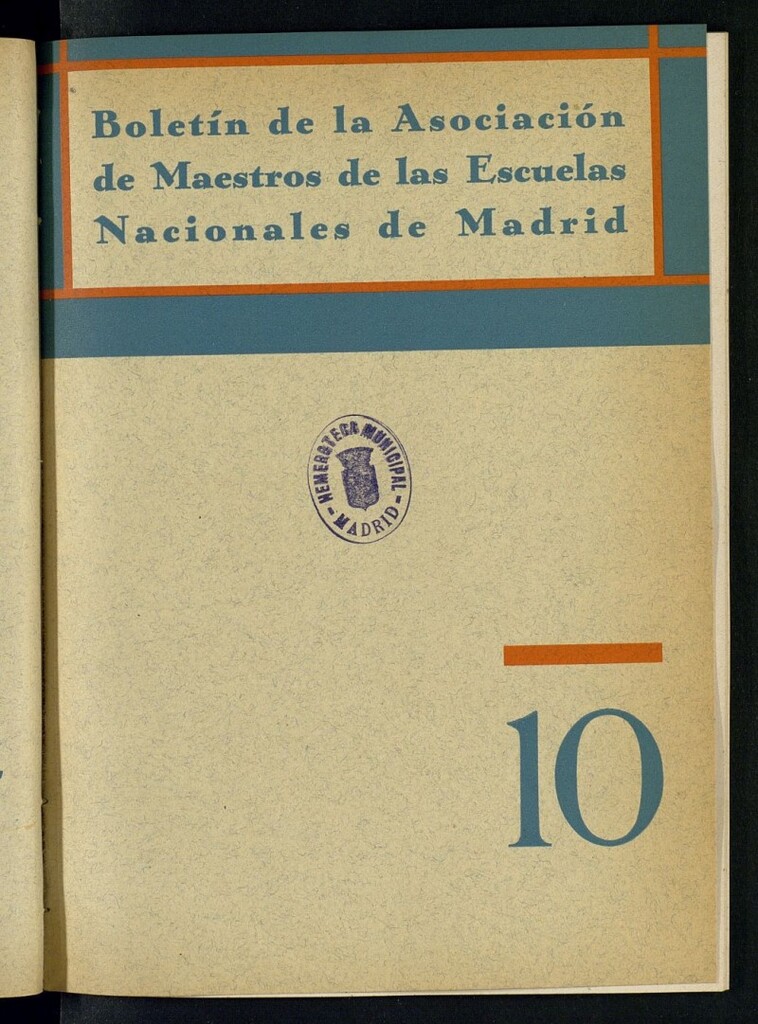 Boletín de la Asociación
de Maestros de las Escuelas
Nacionales de Madrid
HEMEROTECA MUNICIPAL
- MADRID -
10